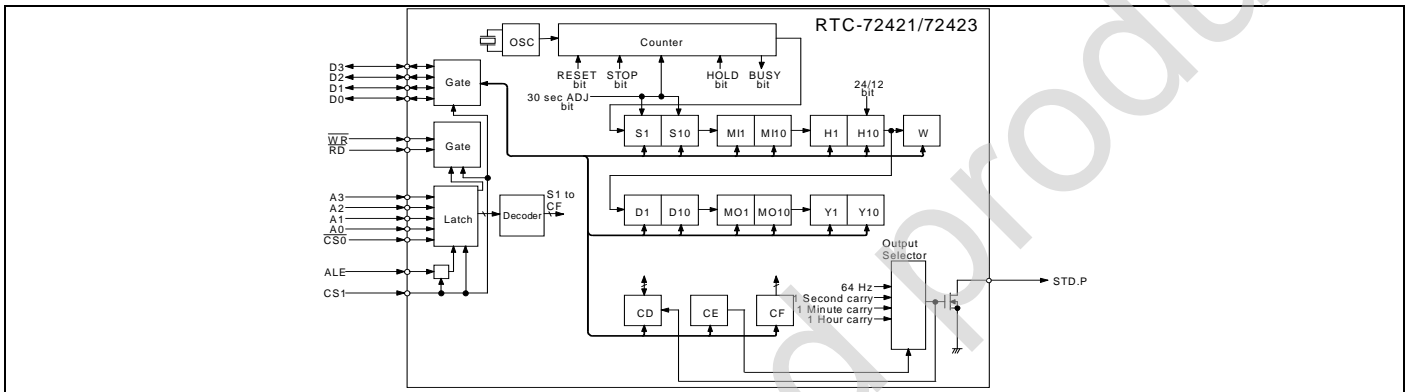 RTC-72421/72423
OSC
Counter
RESET bit
STOP bit
HOLD bit
BUSY bit
30 sec ADJ bit
24/12 bit
D3
D2
D1
D0
Gate
WR
RD
Gate
S1
S10
MI1
MI10
H1
H10
W
A3
A2
A1
A0
CS0
Latch
Decoder
S1 to CF
D1
D10
MO1
MO10
Y1
Y10
ALE
CS1
Output Selector
64 Hz
1 Second carry
1 Minute carry
1 Hour carry
CD
CE
CF
STD.P